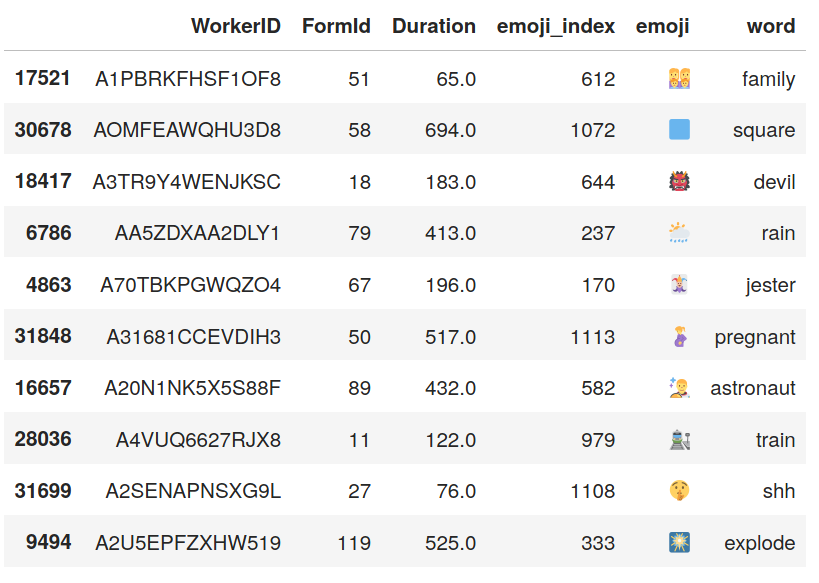 WorkerID FormId Duration emoji_index emoji word
17521 A1PBRKFHSF1OF8 51 65.0 612 family
30678 AOMFEAWQHU3D8 58 694.0 1072 🟦 square
18417 A3TR9Y4WENJKSC 18 183.0 644 👹 devil
6786 AA5ZDXAA2DLY1 79 413.0 237 🌦 rain
4863 A70TBKPGWQZO4 67 196.0 170 🃏 jester
31848 A31681CCEVDIH3 50 517.0 1113 🤰 pregnant
16657 A20N1NK5X5S88F 89 432.0 582 astronaut
28036 A4VUQ6627RJX8 11 122.0 979 🚉 train
31699 A2SENAPNSXG9L 27 76.0 1108 🤫 shh
9494 A2U5EPFZXHW519 119 525.0 333 🎆 explode